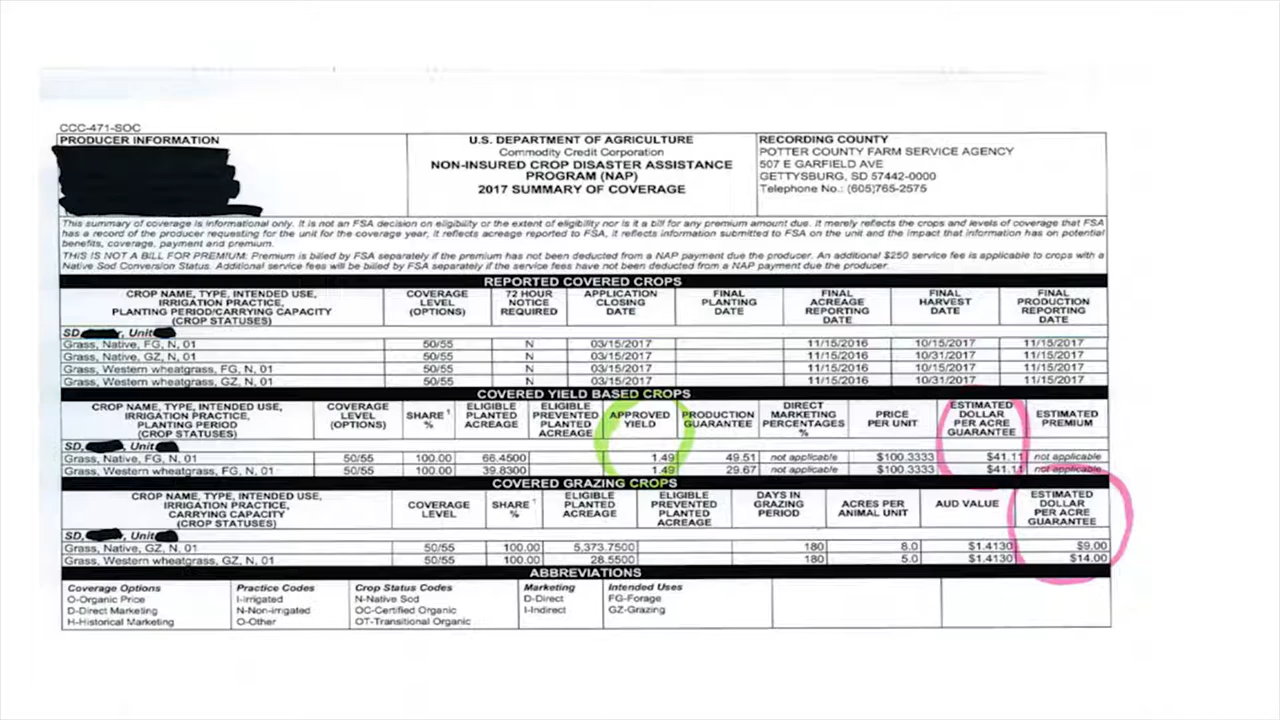 CCC-471-SOC
PRODUCER INFORMATION
U.S. DEPARTMENT OF AGRICULTURE
Commodity Credit Corporation
NON-INSURED CROP DISASTER ASSISTANCE
PROGRAM (NAP)
2017 SUMMARY OF COVERAGE
RECORDING COUNTY
POTTER COUNTY FARM SERVICE AGENCY
507 E GARFIELD AVE
GETTYSBURG, SD 57442-0000
Telephone No.: (605)765-2575
This summary of coverage is informational only. It is not an FSA decision on eligibility or the extent of eligibility nor is it a bill for any premium amount due. It merely reflects the crops and levels of coverage that FSA
has a record of the producer requesting for the unit for the coverage year, it reflects acreage reported to FSA, it reflects information submitted to FSA on the unit and the impact that information has on potential
benefits, coverage, payment and premium.
THIS IS NOT A BILL FOR PREMIUM: Premium is billed by FSA separately if the premium has not been deducted from a NAP payment due the producer. An additional $250 service fee is applicable to crops with a
Native Sod Conversion Status. Additional service fees will be billed by FSA separately if the service fees have not been deducted from a NAP payment due the producer.
REPORTED COVERED CROPS
CROP NAME, TYPE, INTENDED USE,
IRRIGATION PRACTICE,
PLANTING PERIOD/CARRYING CAPACITY
(CROP STATUSES)
COVERAGE
LEVEL
(OPTIONS)
72 HOUR
NOTICE
REQUIRED
APPLICATION
CLOSING
DATE
FINAL
PLANTING
DATE
FINAL
ACREAGE
REPORTING
DATE
FINAL
HARVEST
DATE
FINAL
PRODUCTION
REPORTING
DATE
SD, Unit
Grass, Native, FG, N, 01 50/55 N 03/15/2017 11/15/2016 10/15/2017 11/15/2017
Grass, Native, GZ, N, 01 50/55 N 03/15/2017 11/15/2016 10/31/2017 11/15/2017
Grass, Western wheatgrass, FG, N, 01 50/55 N 03/15/2017 11/15/2016 10/15/2017 11/15/2017
Grass, Western wheatgrass, GZ, N, 01 50/55 N 03/15/2017 11/15/2016 10/31/2017 11/15/2017
COVERED YIELD BASED CROPS
CROP NAME, TYPE, INTENDED USE,
IRRIGATION PRACTICE,
PLANTING PERIOD
(CROP STATUSES)
COVERAGE
LEVEL
(OPTIONS)
SHARE 1
%
ELIGIBLE
PLANTED
ACREAGE
ELIGIBLE
PREVENTED
PLANTED
ACREAGE
APPROVED
YIELD
PRODUCTION
GUARANTEE
DIRECT
MARKETING
PERCENTAGES
%
PRICE
PER UNIT
ESTIMATED
DOLLAR
PER ACRE
GUARANTEE
ESTIMATED
PREMIUM
SD, Unit
Grass, Native, FG, N, 01 50/55 100.00 66.4500 1.49 49.51 not applicable $100.3333 $41.11 not applicable
Grass, Western wheatgrass, FG, N, 01 50/55 100.00 39.8300 1.49 29.67 not applicable $100.3333 $41.11 not applicable
COVERED GRAZING CROPS
CROP NAME, TYPE, INTENDED USE,
IRRIGATION PRACTICE,
CARRYING CAPACITY
(CROP STATUSES)
COVERAGE
LEVEL
SHARE 1
%
ELIGIBLE
PLANTED
ACREAGE
ELIGIBLE
PREVENTED
PLANTED
ACREAGE
DAYS IN
GRAZING
PERIOD
ACRES PER
ANIMAL UNIT
AUD VALUE
ESTIMATED
DOLLAR
PER ACRE
GUARANTEE
SD, Unit
Grass, Native, GZ, N, 01 50/55 100.00 5,373.7500 180 8.0 $1.4130 $9.00
Grass, Western wheatgrass, GZ, N, 01 50/55 100.00 28.5500 180 5.0 $1.4130 $14.00
ABBREVIATIONS
Coverage Options
O-Organic Price
D-Direct Marketing
H-Historical Marketing
Practice Codes
I-Irrigated
N-Non-irrigated
O-Other
Crop Status Codes
N-Native Sod
OC-Certified Organic
OT-Transitional Organic
Marketing
D-Direct
I-Indirect
Intended Uses
FG-Forage
GZ-Grazing